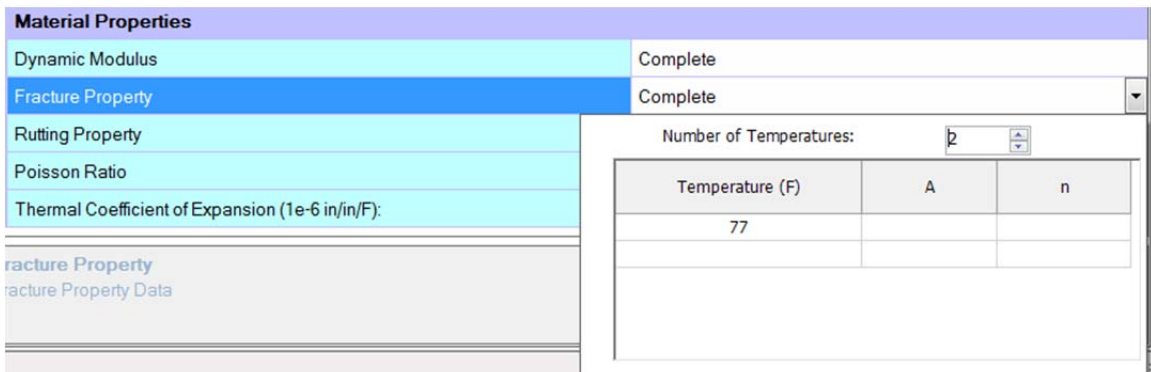 Material Properties
Dynamic Modulus Complete
Fracture Property Complete
Rutting Property
Number of Temperatures: 2
Poisson Ratio
Temperature (F) A n
Thermal Coefficient of Expansion (1e-6 in/in/F):
77
racture Property
racture Property Data